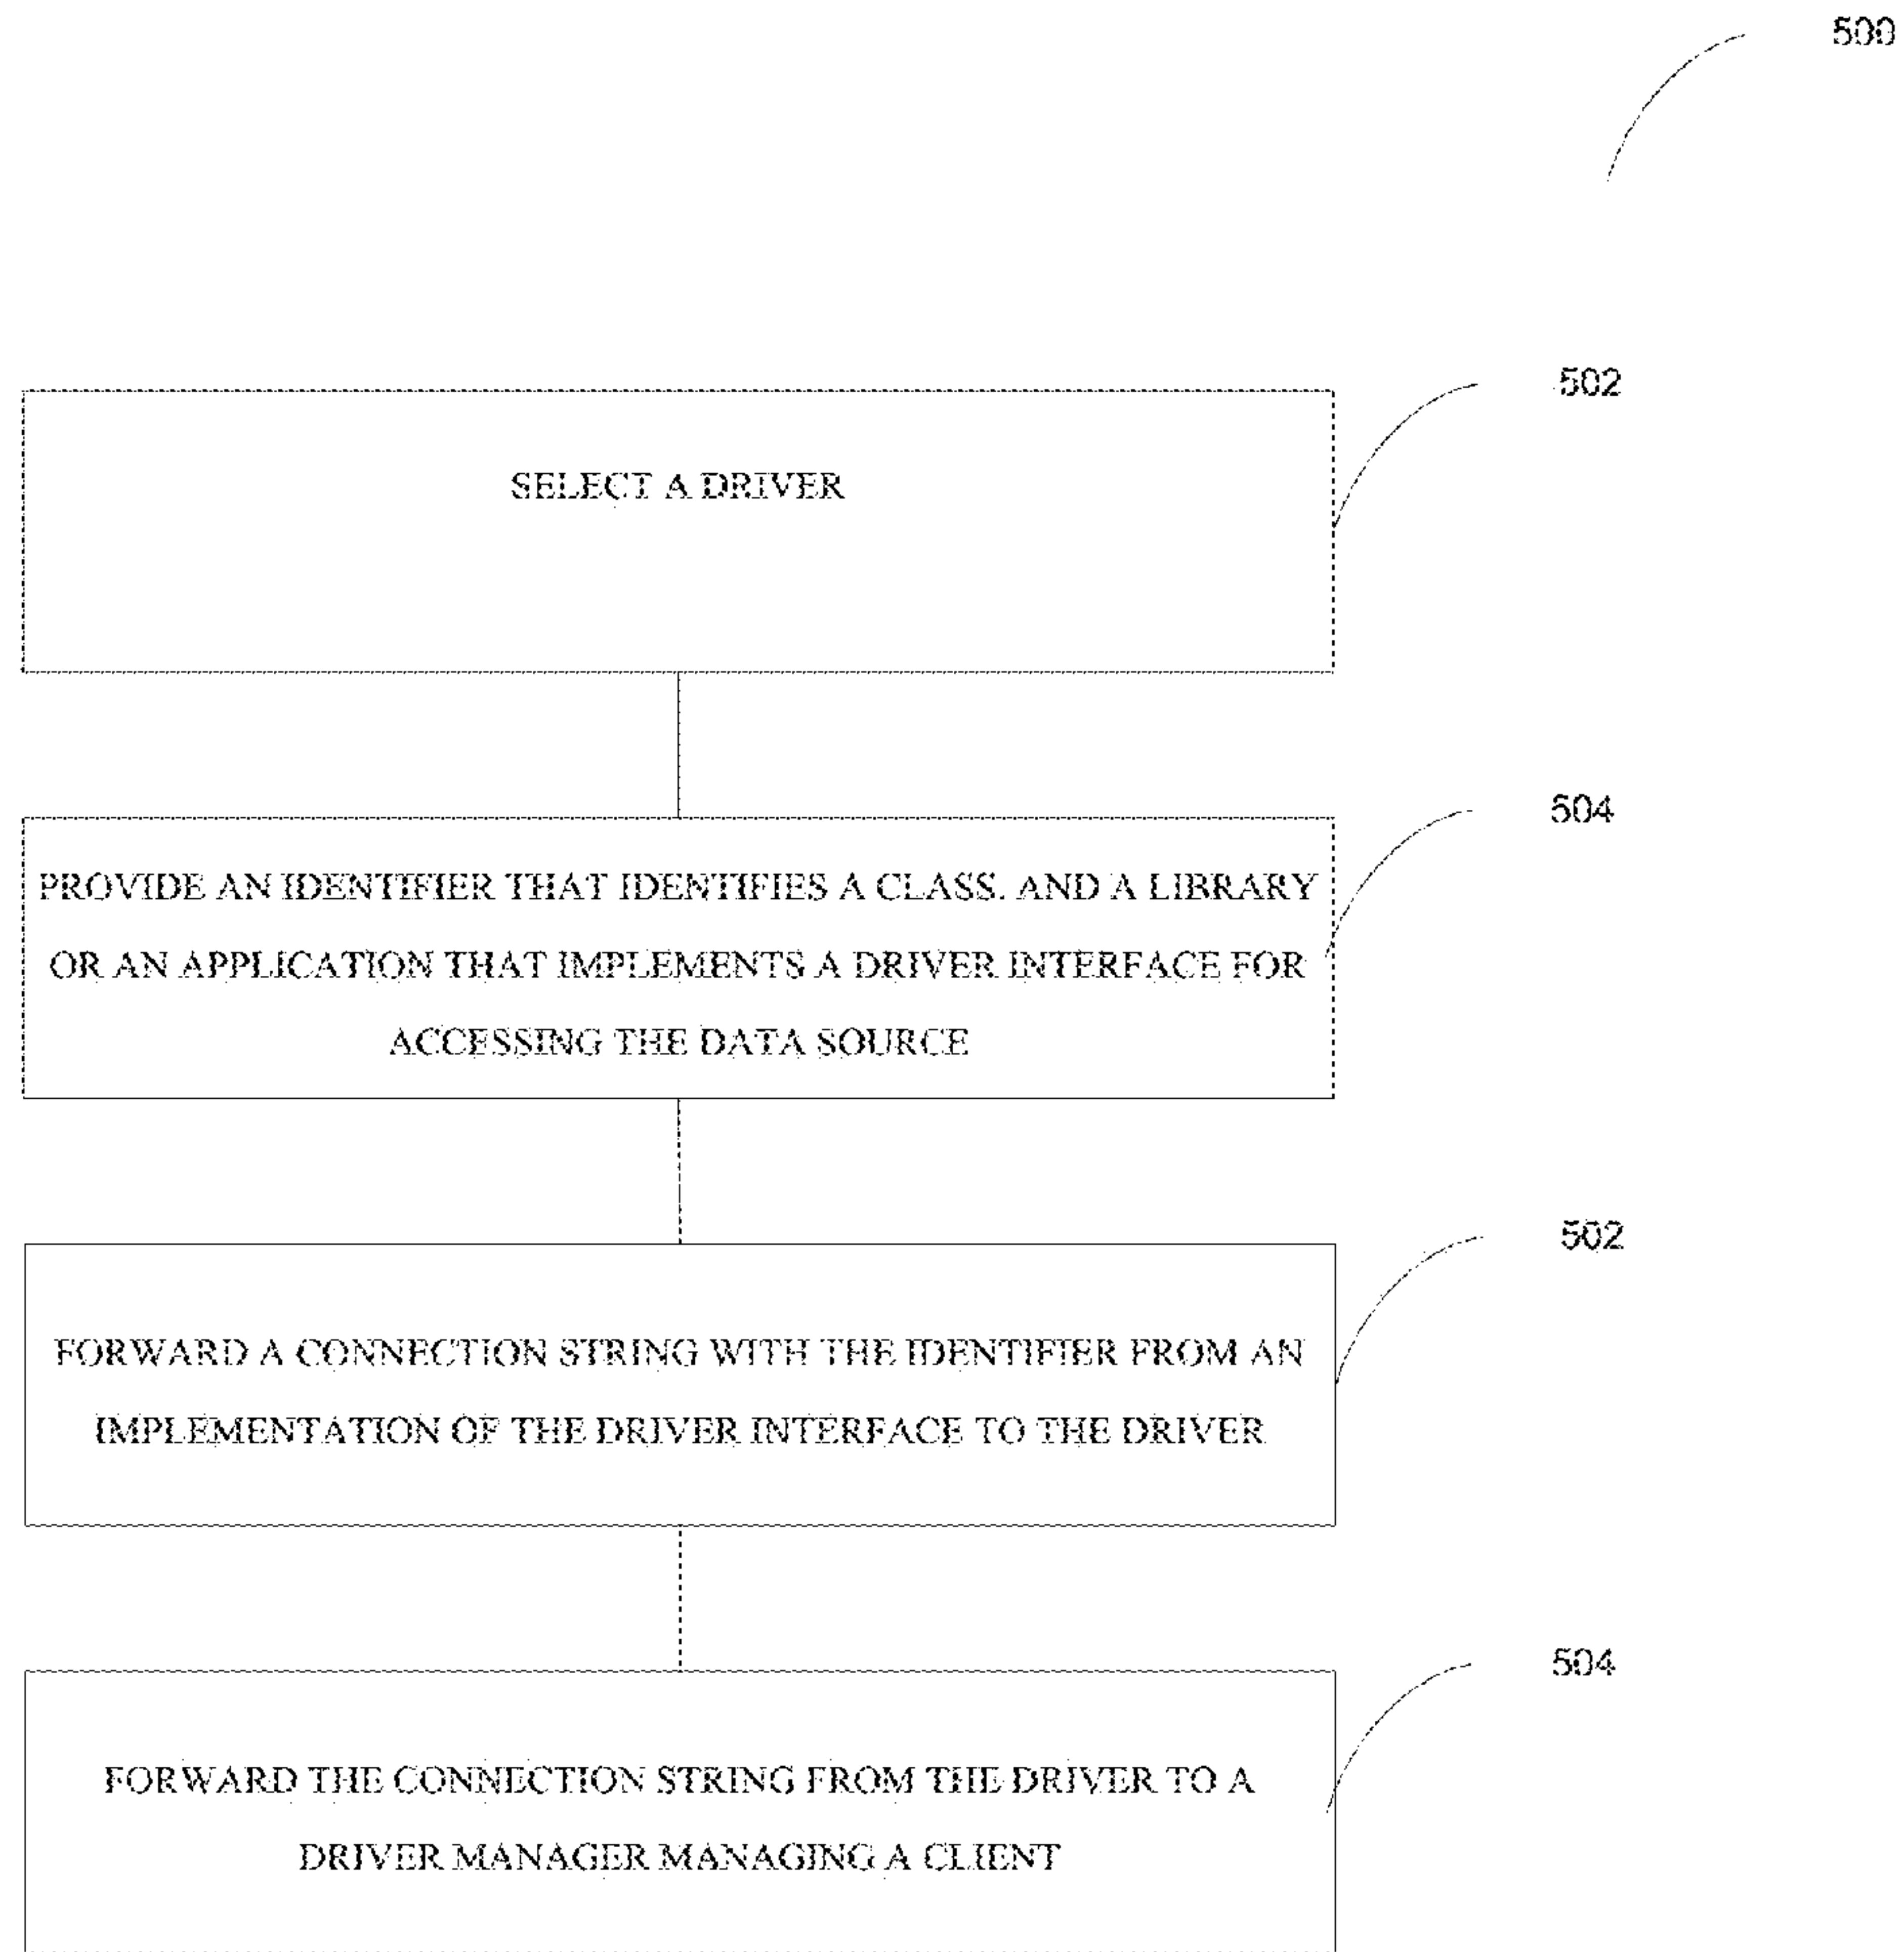 500
502
SELECT A DRIVER
504
PROVIDE AN IDENTIFIER THAT IDENTIFIES A CLASS. AND A LIBRARY
OR AN APPLICATION THAT IMPLEMENTS A DRIVER INTERFACE FOR
ACCESSING THE DATA SOURCE
502
FORWARD A CONNECTION STRING WITH THE IDENTIFIER FROM AN
IMPLEMENTATION OF THE DRIVER INTERFACE TO THE DRIVER
504
FORWARD THE CONNECTION STRING FROM THE DRIVER TO A
DRIVER MANAGER MANAGING A CLIENT